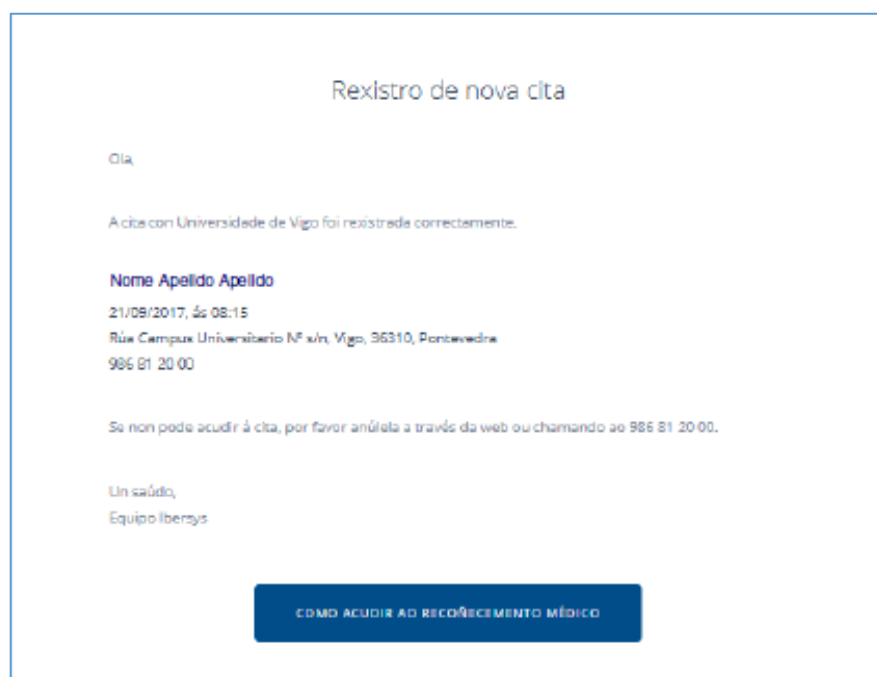 Rexistro de nova cita
Ola,
A cita con Universidade de Vigo foi rexistrada correctamente.
Nome Apelido Apelido
21/09/2017, ás 08:15
Rúa Campus Universitario Nº s/n, Vigo, 36310, Pontevedra
986 81 20 00
Se non pode acudir á cita, por favor anúlela a través da web ou chamando ao 986 81 20 00.
Un saúdo,
Equipo Ibersys
COMO ACUDIR AO RECOÑECEMENTO MÉDICO